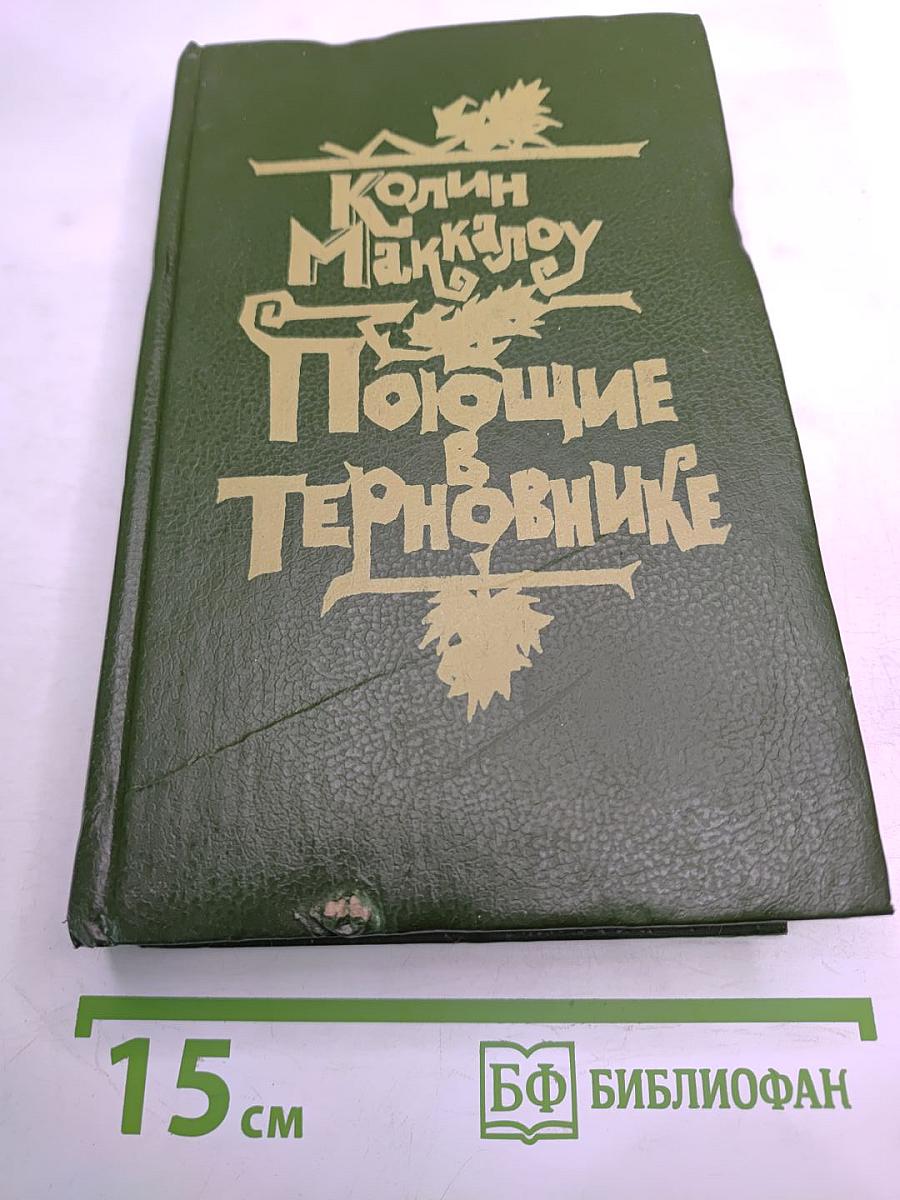 Колин
Маккалоу
Поющие
в
Терновнике
15 см
БФ БИБЛИОФАН